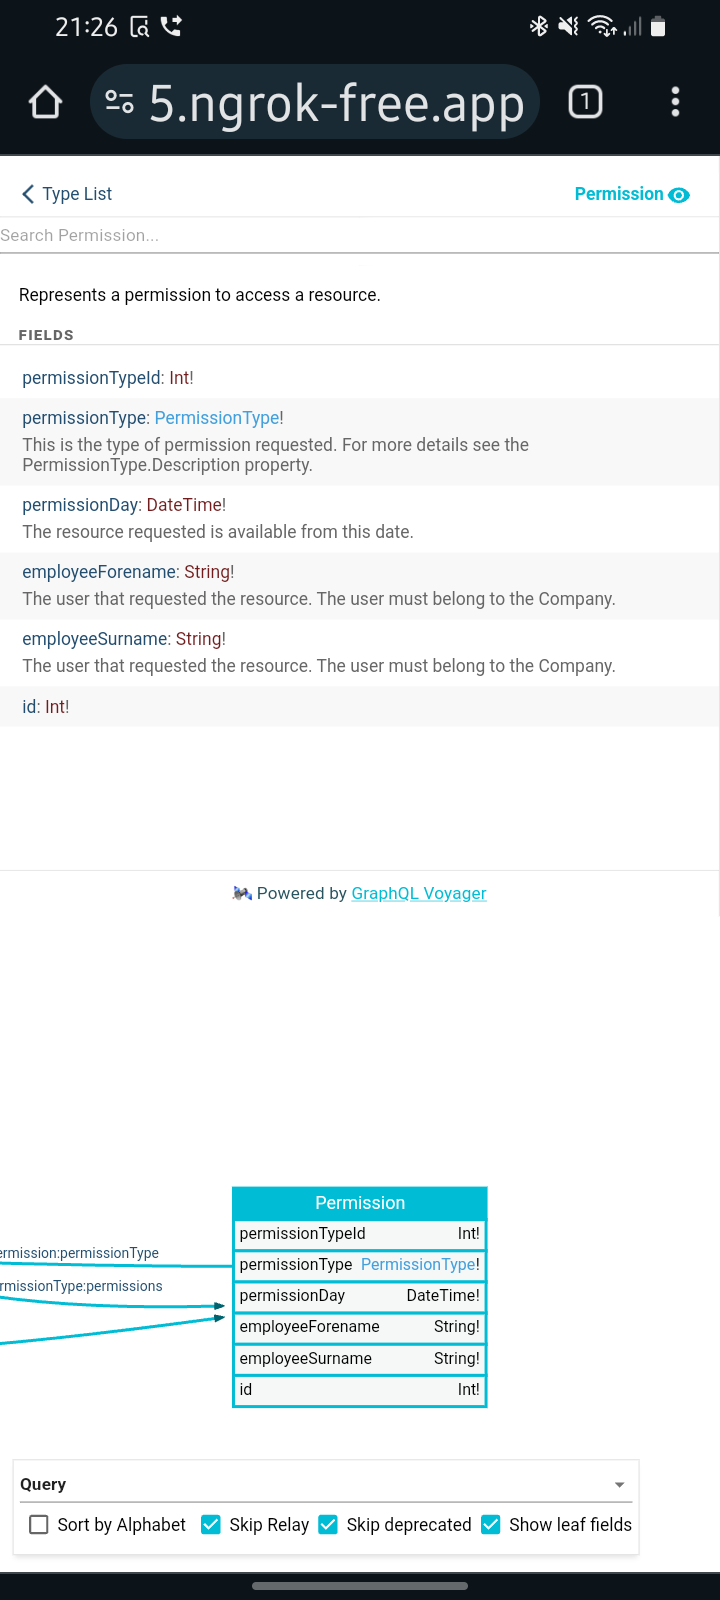 21:26
5.ngrok-free.app
1
Type List
Permission
Search Permission...
Represents a permission to access a resource.
FIELDS
permissionTypeId: Int!
permissionType: PermissionType!
This is the type of permission requested. For more details see the
PermissionType.Description property.
permissionDay: DateTime!
The resource requested is available from this date.
employeeForename: String!
The user that requested the resource. The user must belong to the Company.
employeeSurname: String!
The user that requested the resource. The user must belong to the Company.
id: Int!
Powered by GraphQL Voyager
Permission
permissionTypeId Int!
ermission:permissionType
permissionType PermissionType!
rmissionType:permissions
permissionDay DateTime!
employeeForename String!
employeeSurname String!
id Int!
Query
Sort by Alphabet Skip Relay Skip deprecated Show leaf fields